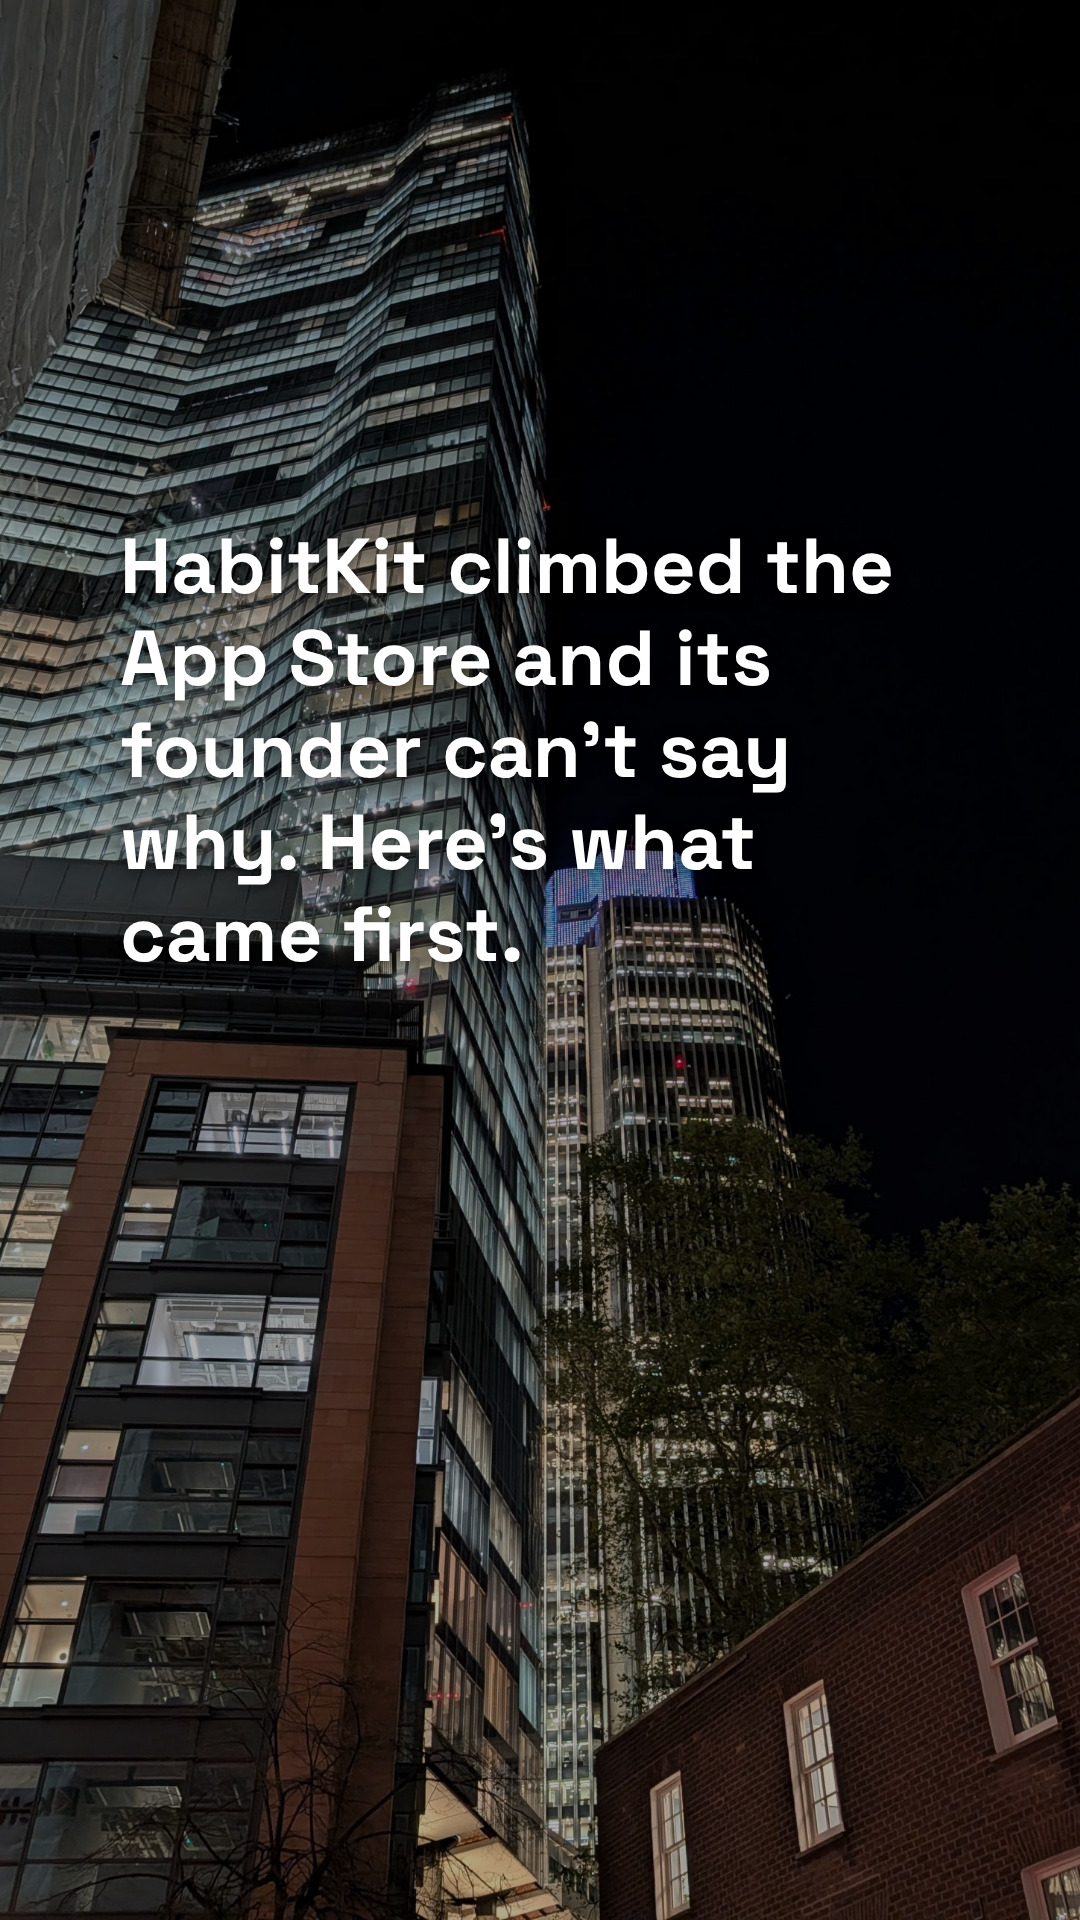 HabitKit climbed the
App Store and its
founder can’t say
why. Here’s what
came first.